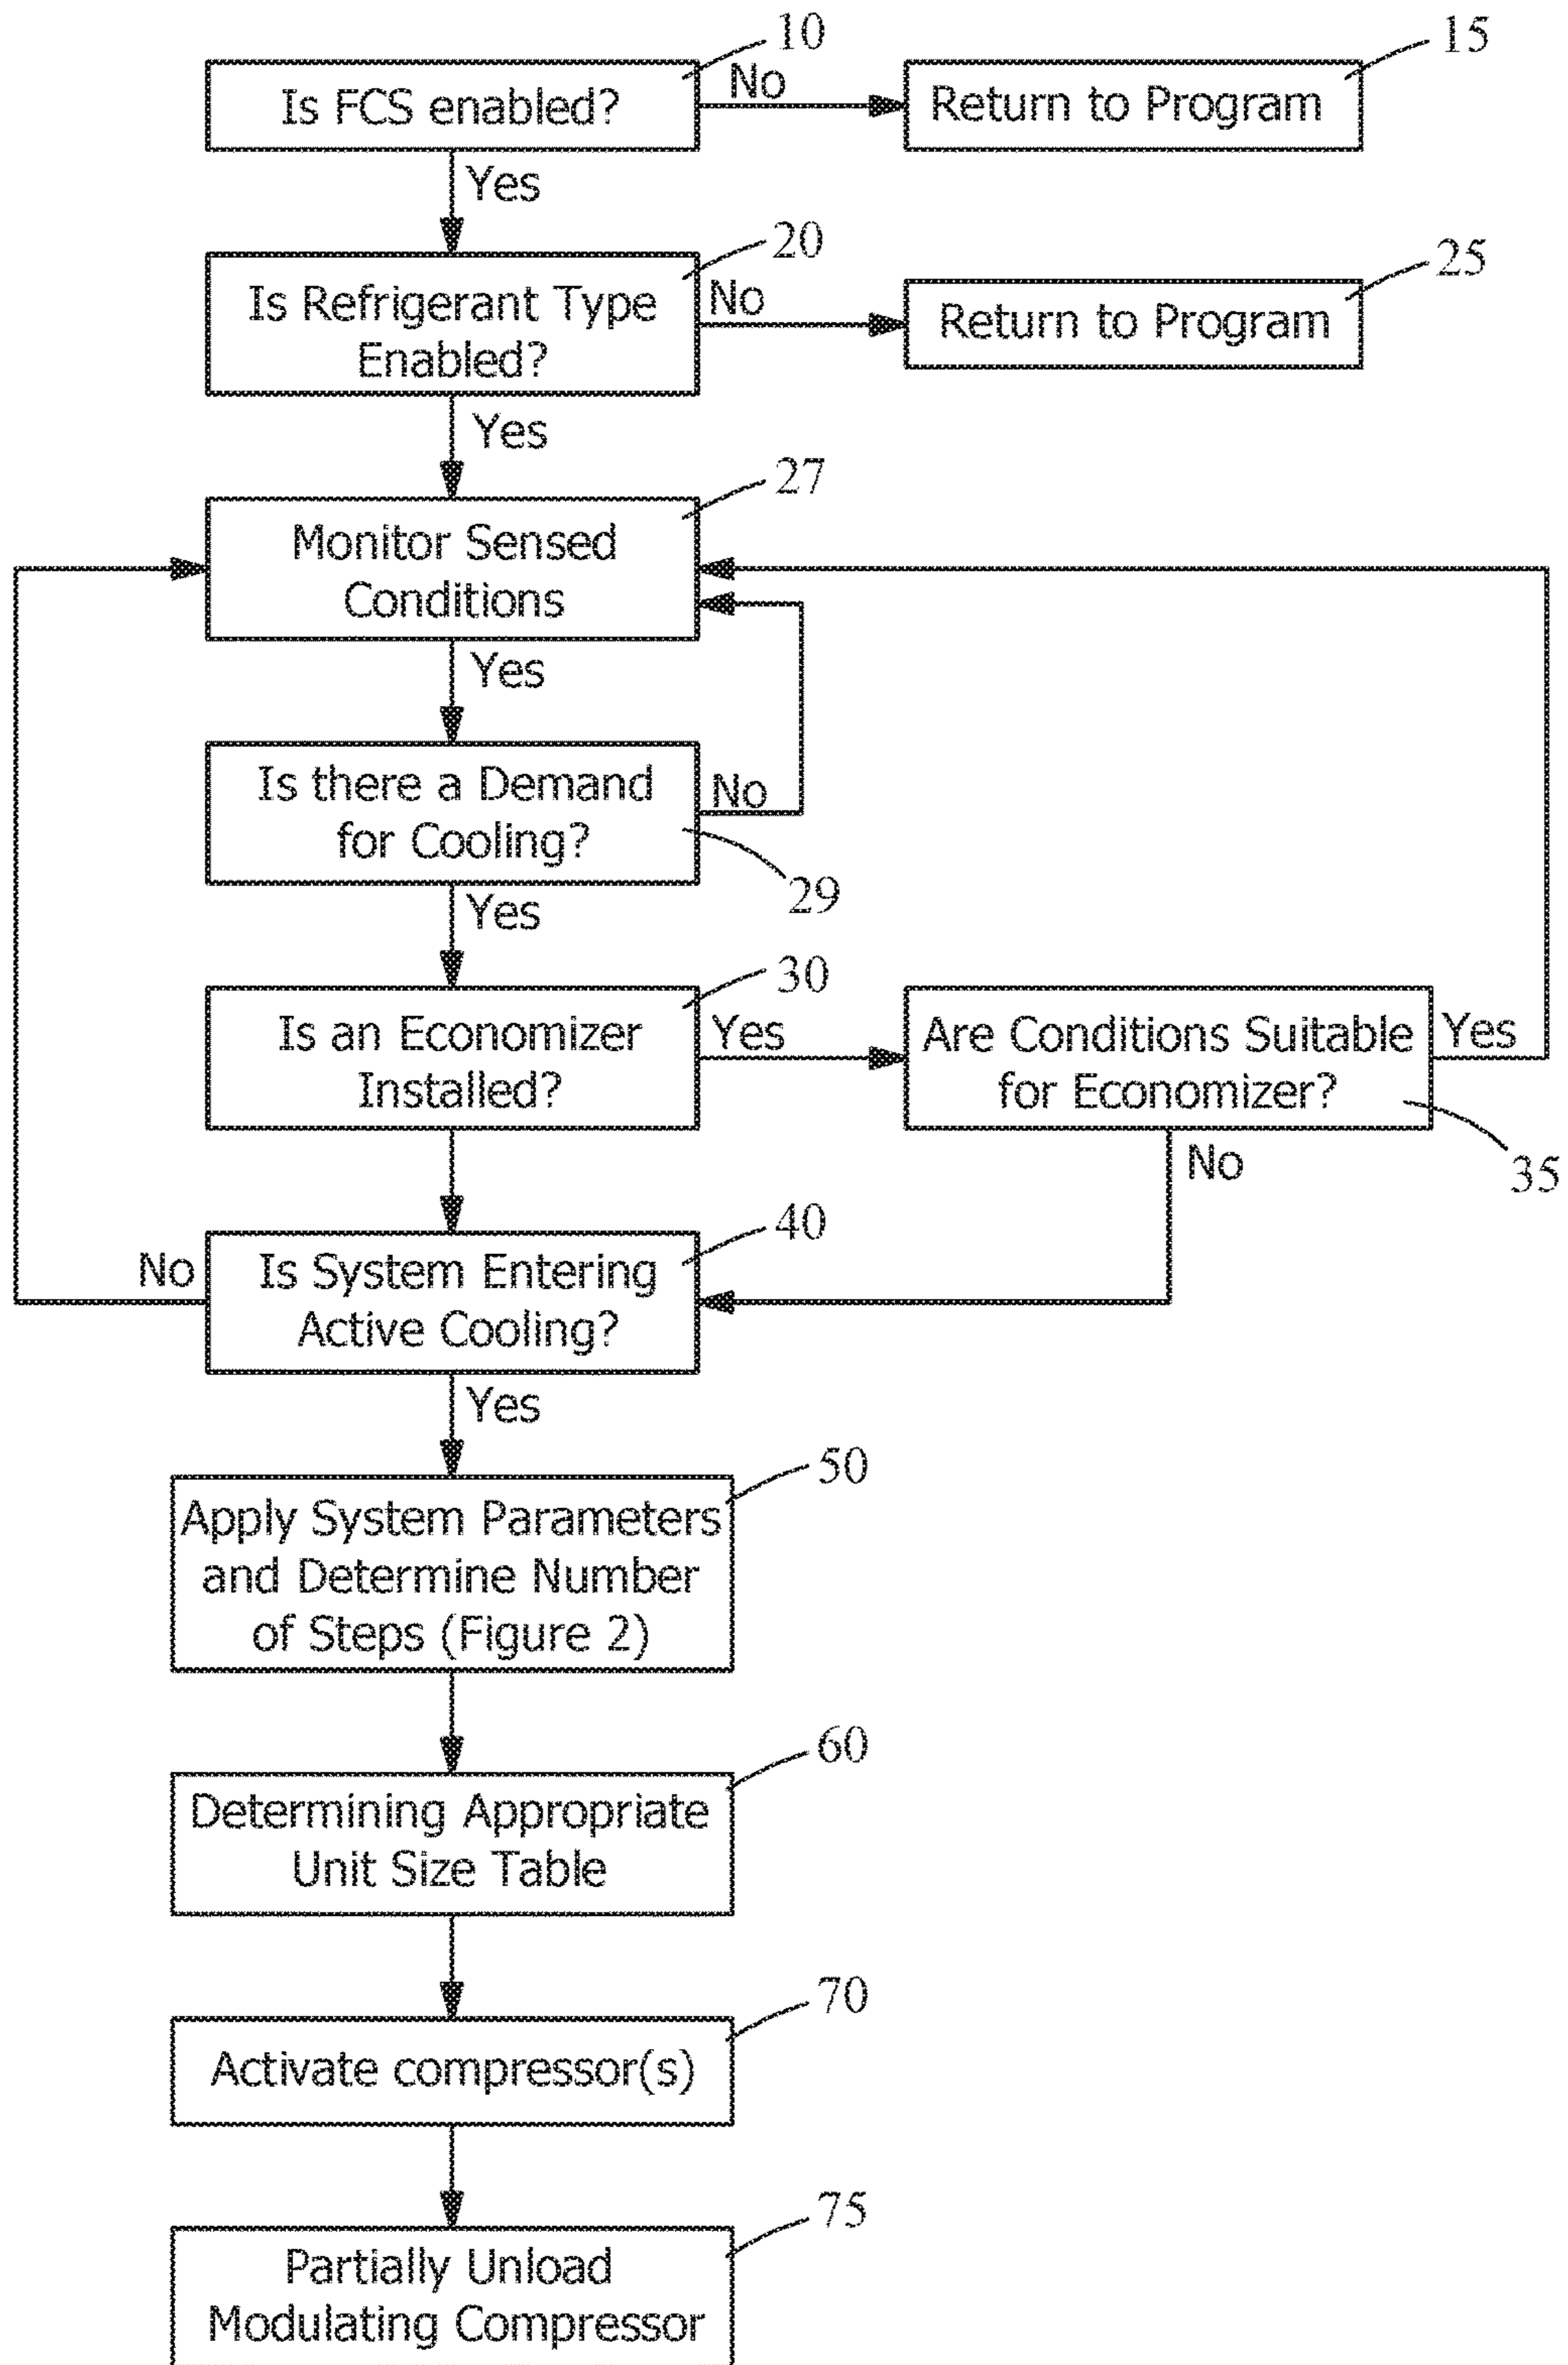 10
15
Is FCS enabled?
No
Return to Program
Yes
20
25
Is Refrigerant Type
Enabled?
No
Return to Program
Yes
27
Monitor Sensed
Conditions
Yes
Is there a Demand
for Cooling?
No
29
Yes
30
Is an Economizer
Installed?
Yes
Are Conditions Suitable
for Economizer?
Yes
35
No
40
No
Is System Entering
Active Cooling?
Yes
50
Apply System Parameters
and Determine Number
of Steps (Figure 2)
60
Determining Appropriate
Unit Size Table
70
Activate compressor(s)
75
Partially Unload
Modulating Compressor